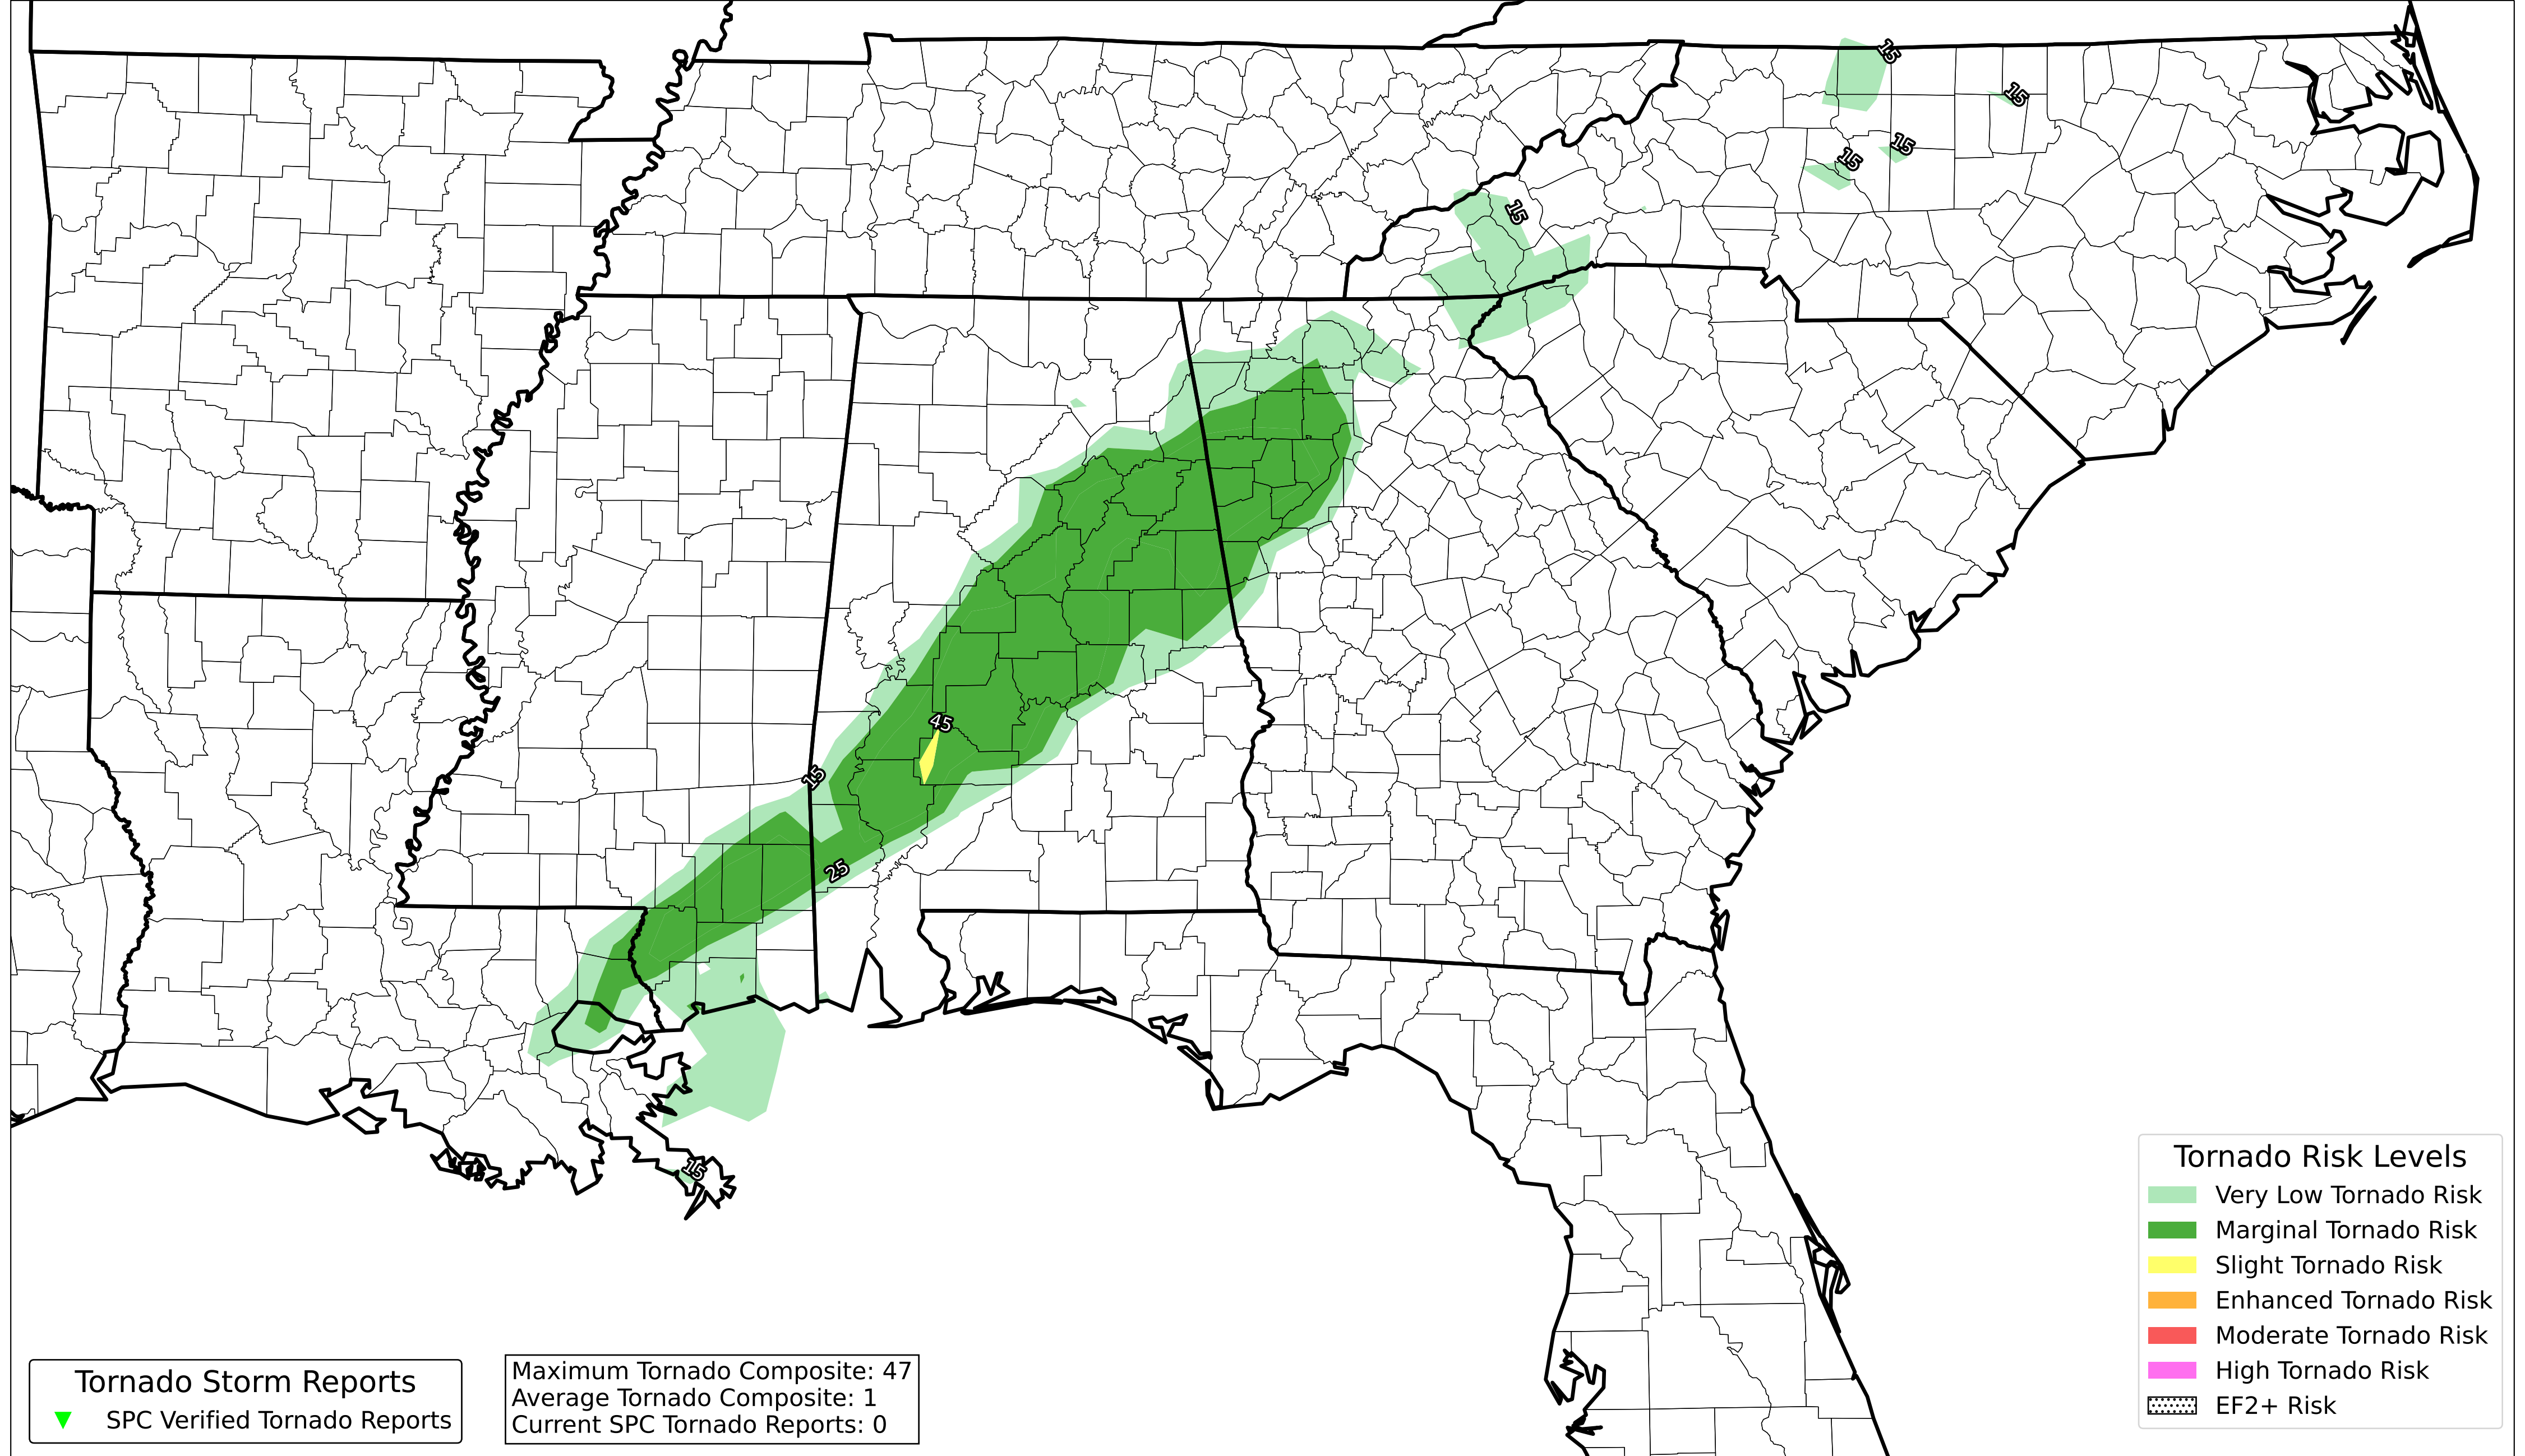 15
15
15
15
15
45
15
25
15
Tornado Risk Levels
Very Low Tornado Risk
Marginal Tornado Risk
Slight Tornado Risk
Enhanced Tornado Risk
Moderate Tornado Risk
High Tornado Risk
EF2+ Risk
Tornado Storm Reports
SPC Verified Tornado Reports
Maximum Tornado Composite: 47
Average Tornado Composite: 1
Current SPC Tornado Reports: 0